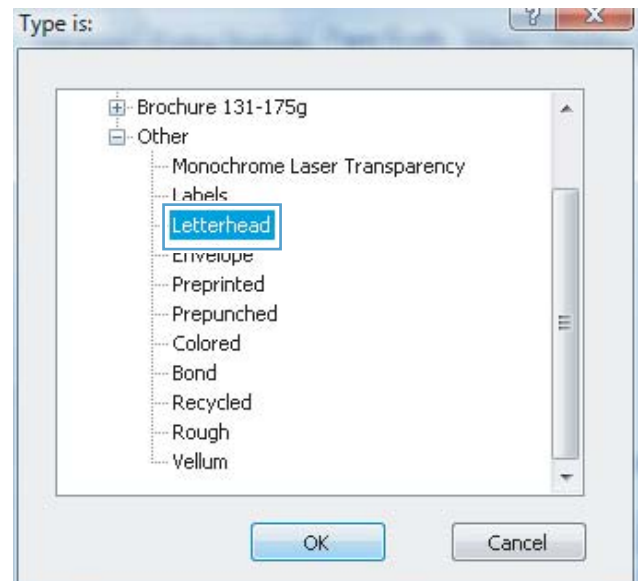 Type is:
Brochure 131-175g
Other
Monochrome Laser Transparency
Labels
Letterhead
Envelope
Preprinted
Prepunched
Colored
Bond
Recycled
Rough
Vellum
OK Cancel